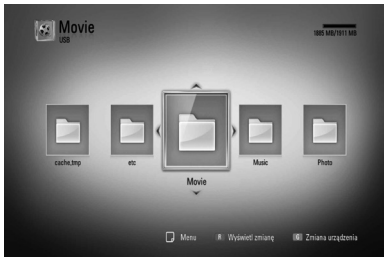 Movie
USB
1885 MB/1911 MB
cache,tmp
etc
Music
Photo
Movie
Menu
R Wyświetl zmianę
G Zmiana urządzenia